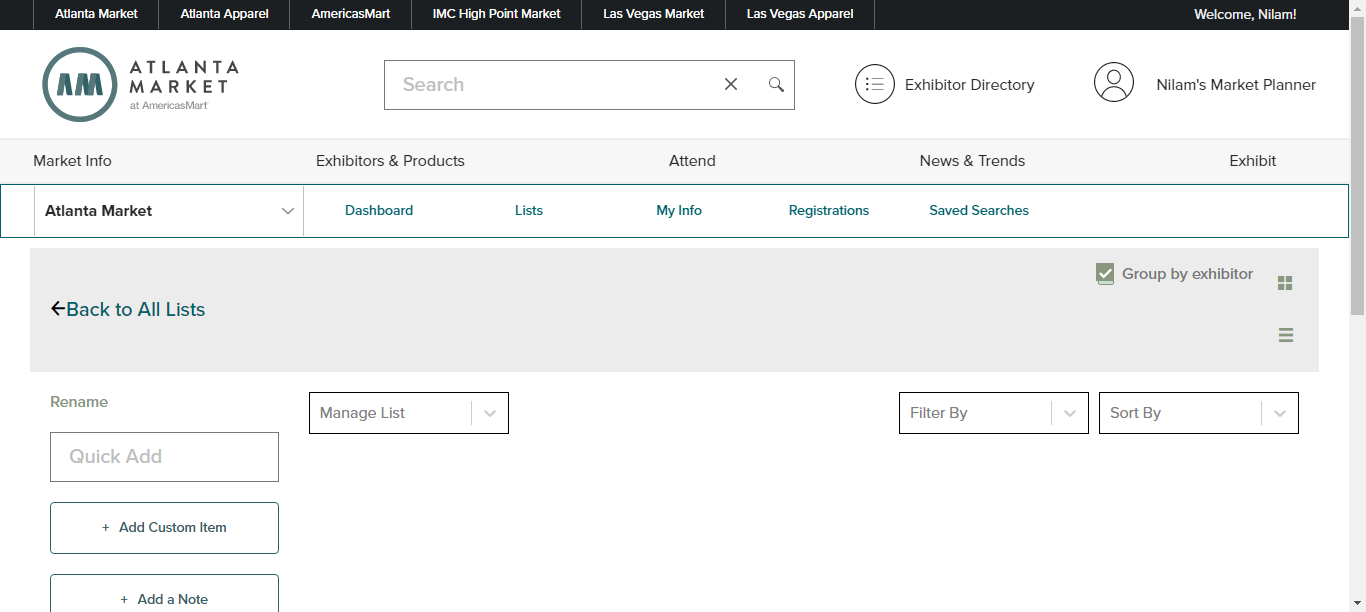 Atlanta Market Atlanta Apparel AmericasMart IMC High Point Market Las Vegas Market Las Vegas Apparel Welcome, Nilam!
AM
ATLANTA
MARKET
at AmericasMart
Search
Exhibitor Directory
Nilam's Market Planner
Market Info Exhibitors & Products Attend News & Trends Exhibit
Atlanta Market Dashboard Lists My Info Registrations Saved Searches
Group by exhibitor
Back to All Lists
Rename
Manage List Filter By Sort By
Quick Add
+ Add Custom Item
+ Add a Note